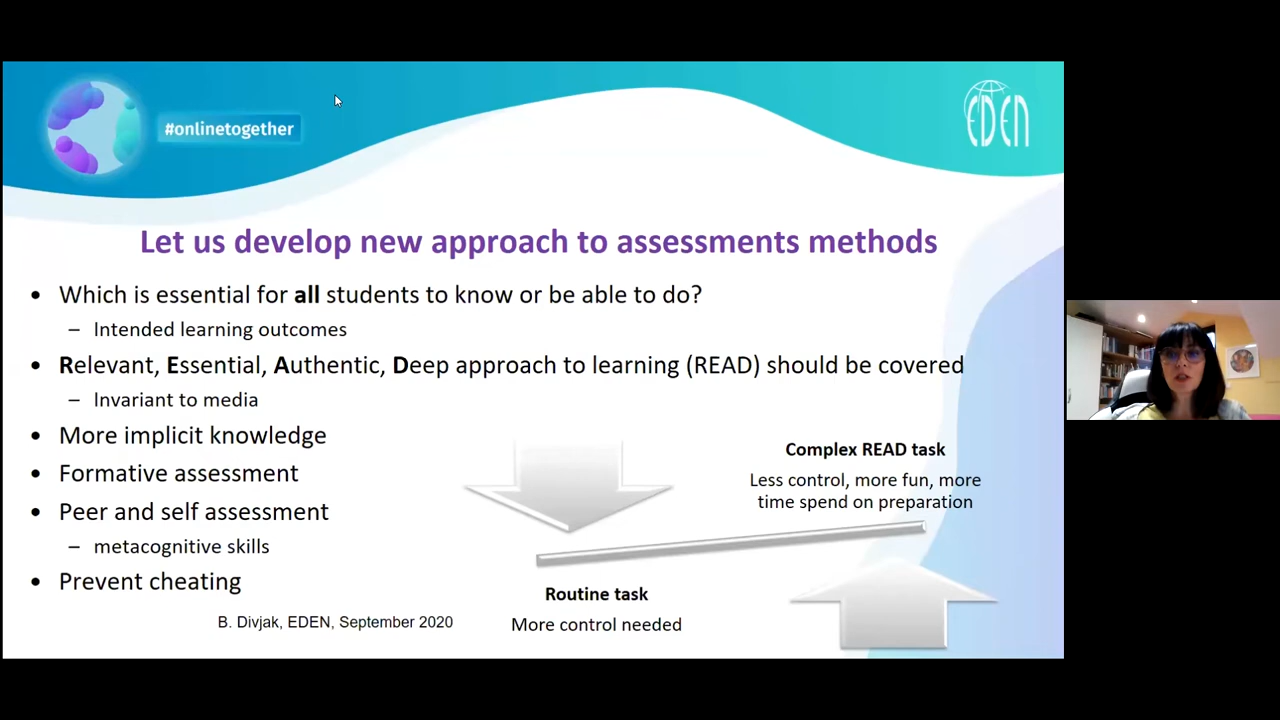 #onlinetogether
EDEN
Let us develop new approach to assessments methods
• Which is essential for all students to know or be able to do?
– Intended learning outcomes
• Relevant, Essential, Authentic, Deep approach to learning (READ) should be covered
– Invariant to media
• More implicit knowledge
• Formative assessment
• Peer and self assessment
– metacognitive skills
• Prevent cheating
B. Divjak, EDEN, September 2020
Complex READ task
Less control, more fun, more
time spend on preparation
Routine task
More control needed